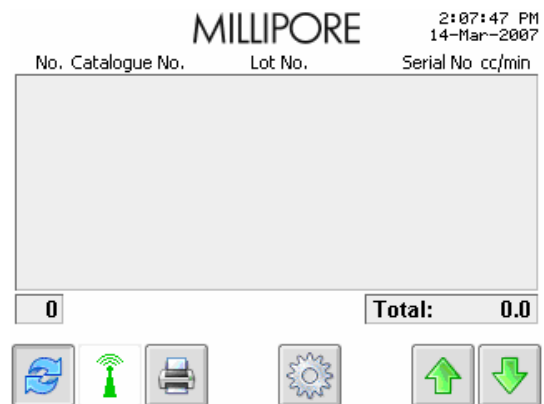 MILLIPORE
2:07:47 PM
14-Mar-2007
No. Catalogue No. Lot No. Serial No cc/min
0 Total: 0.0